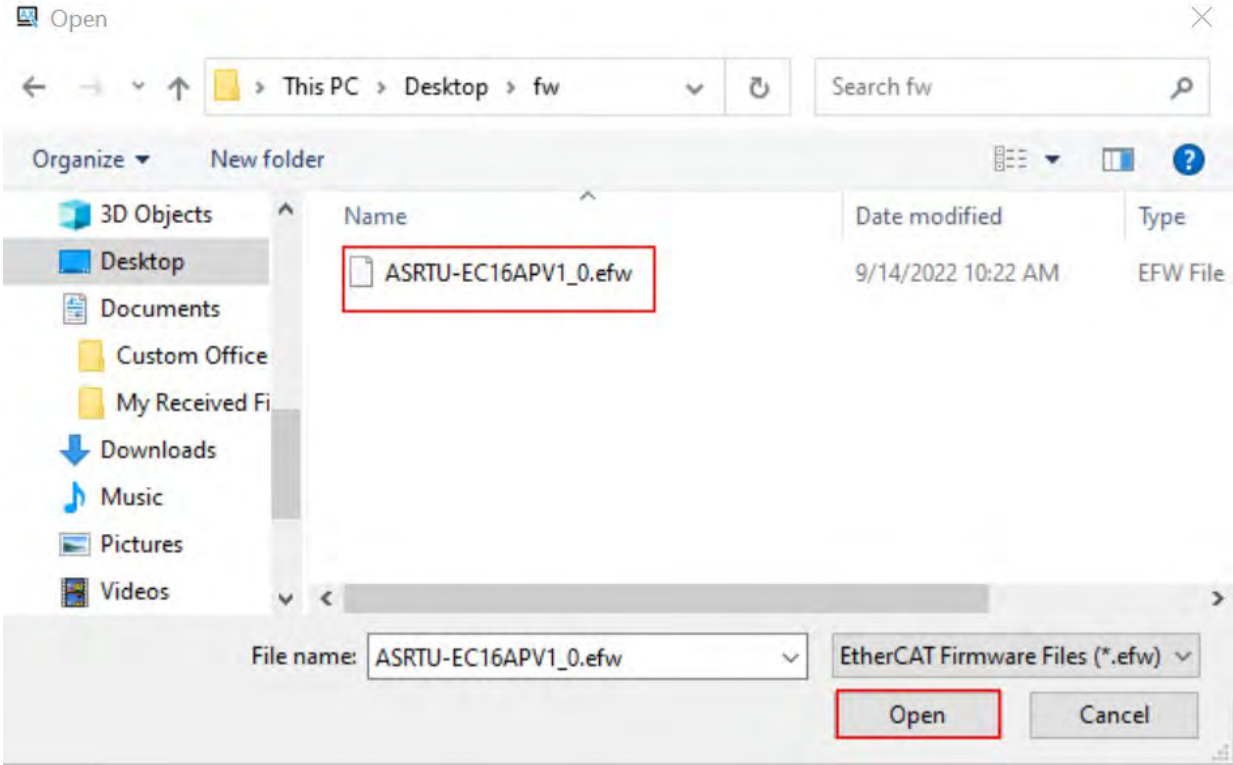 Open
This PC > Desktop > fw
Search fw
Organize
New folder
3D Objects
Desktop
Documents
Custom Office
My Received Fi
Downloads
Music
Pictures
Videos
Name
Date modified
Type
ASRTU-EC16APV1_0.efw
9/14/2022 10:22 AM
EFW File
File name:
ASRTU-EC16APV1_0.efw
EtherCAT Firmware Files (*.efw)
Open
Cancel